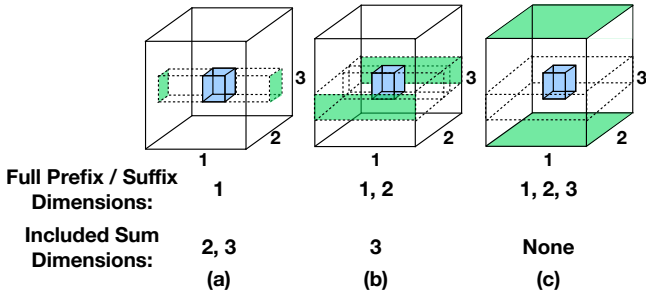 3 3 3
2 2 2
1 1 1
Full Prefix / Suffix
Dimensions: 1 1, 2 1, 2, 3
Included Sum
Dimensions: 2, 3 3 None
(a) (b) (c)